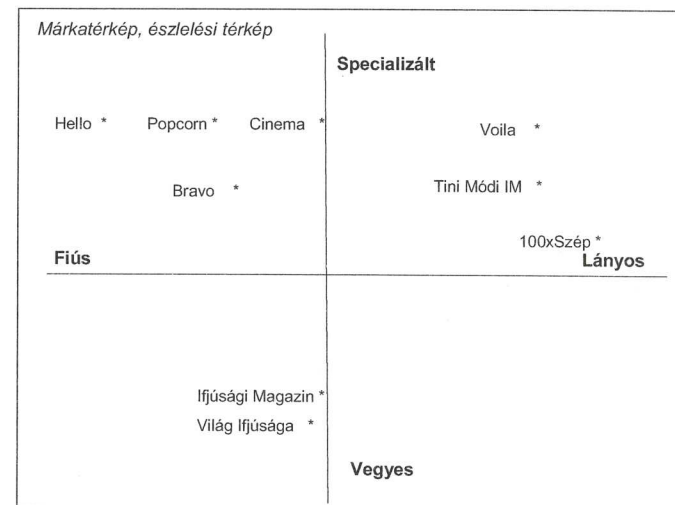 Márkatérkép, észlelési térkép
Specializált
Hello * Popcorn * Cinema * Voila *
Bravo * Tini Módi IM *
100xSzép *
Fiús Lányos
Ifjúsági Magazin *
Világ Ifjúsága *
Vegyes